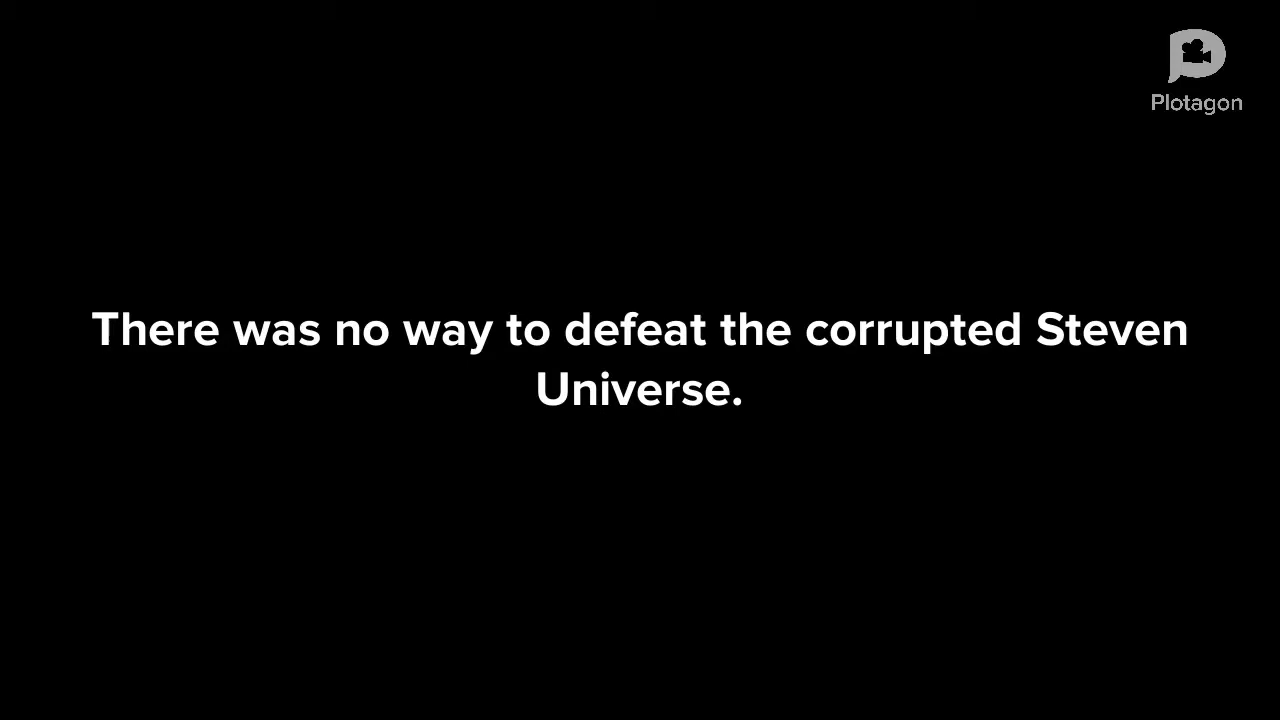 Plotagon
There was no way to defeat the corrupted Steven
Universe.